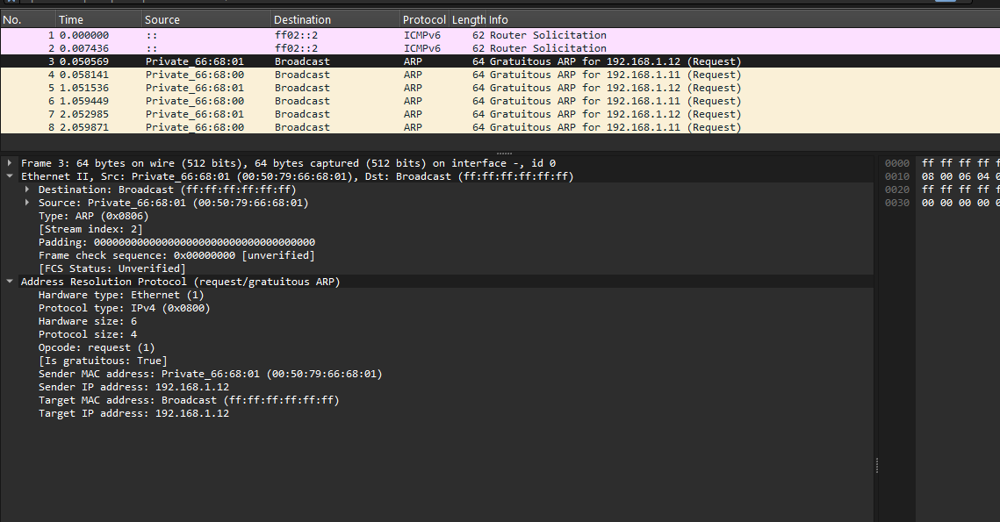 No. Time Source Destination Protocol Length Info
1 0.000000 :: ff02::2 ICMPv6 62 Router Solicitation
2 0.007436 :: ff02::2 ICMPv6 62 Router Solicitation
3 0.050569 Private_66:68:01 Broadcast ARP 64 Gratuitous ARP for 192.168.1.12 (Request)
4 0.058141 Private_66:68:00 Broadcast ARP 64 Gratuitous ARP for 192.168.1.11 (Request)
5 1.051536 Private_66:68:01 Broadcast ARP 64 Gratuitous ARP for 192.168.1.12 (Request)
6 1.059449 Private_66:68:00 Broadcast ARP 64 Gratuitous ARP for 192.168.1.11 (Request)
7 2.052985 Private_66:68:01 Broadcast ARP 64 Gratuitous ARP for 192.168.1.12 (Request)
8 2.059871 Private_66:68:00 Broadcast ARP 64 Gratuitous ARP for 192.168.1.11 (Request)
Frame 3: 64 bytes on wire (512 bits), 64 bytes captured (512 bits) on interface -, id 0
Ethernet II, Src: Private_66:68:01 (00:50:79:66:68:01), Dst: Broadcast (ff:ff:ff:ff:ff:ff)
Destination: Broadcast (ff:ff:ff:ff:ff:ff)
Source: Private_66:68:01 (00:50:79:66:68:01)
Type: ARP (0x0806)
[Stream index: 2]
Padding: 000000000000000000000000000000000000
Frame check sequence: 0x00000000 [unverified]
[FCS Status: Unverified]
Address Resolution Protocol (request/gratuitous ARP)
Hardware type: Ethernet (1)
Protocol type: IPv4 (0x0800)
Hardware size: 6
Protocol size: 4
Opcode: request (1)
[Is gratuitous: True]
Sender MAC address: Private_66:68:01 (00:50:79:66:68:01)
Sender IP address: 192.168.1.12
Target MAC address: Broadcast (ff:ff:ff:ff:ff:ff)
Target IP address: 192.168.1.12
0000 ff ff ff ff
0010 08 00 06 04
0020 ff ff ff ff
0030 00 00 00 00